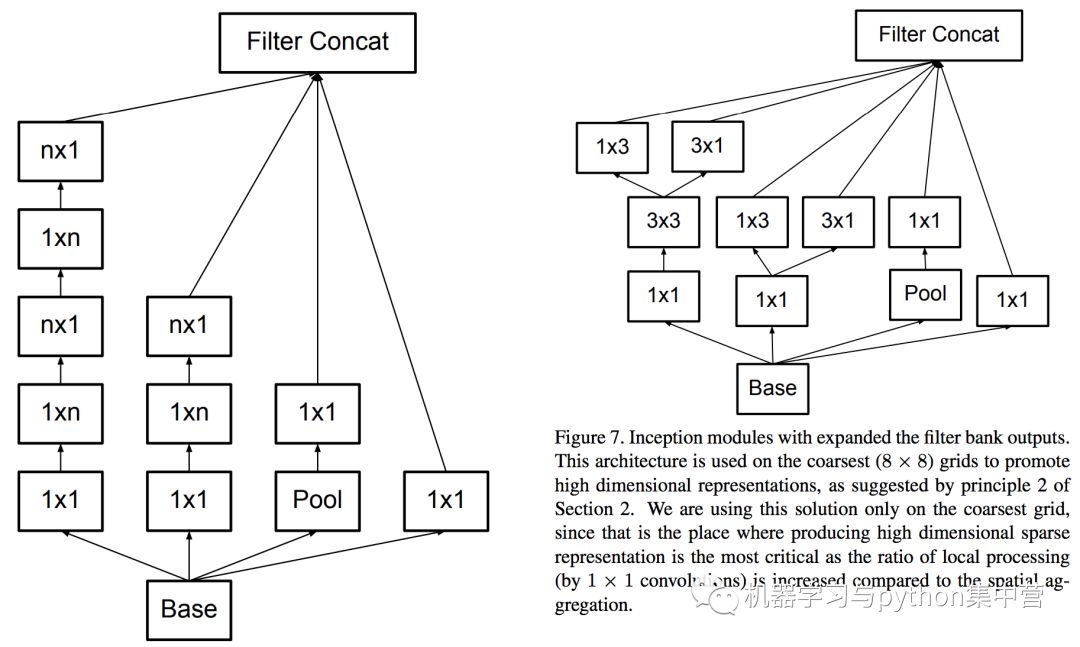 Filter Concat
nx1
1xn
nx1
nx1
1xn
1xn
1x1
1x1
1x1
Pool
1x1
Base
Filter Concat
1x3
3x1
3x3
1x3
3x1
1x1
1x1
1x1
Pool
1x1
Base
Figure 7. Inception modules with expanded the filter bank outputs.
This architecture is used on the coarsest (8 × 8) grids to promote
high dimensional representations, as suggested by principle 2 of
Section 2. We are using this solution only on the coarsest grid,
since that is the place where producing high dimensional sparse
representation is the most critical as the ratio of local processing
(by 1 × 1 convolutions) is increased compared to the spatial ag-
gregation.
机器学习与python集中营